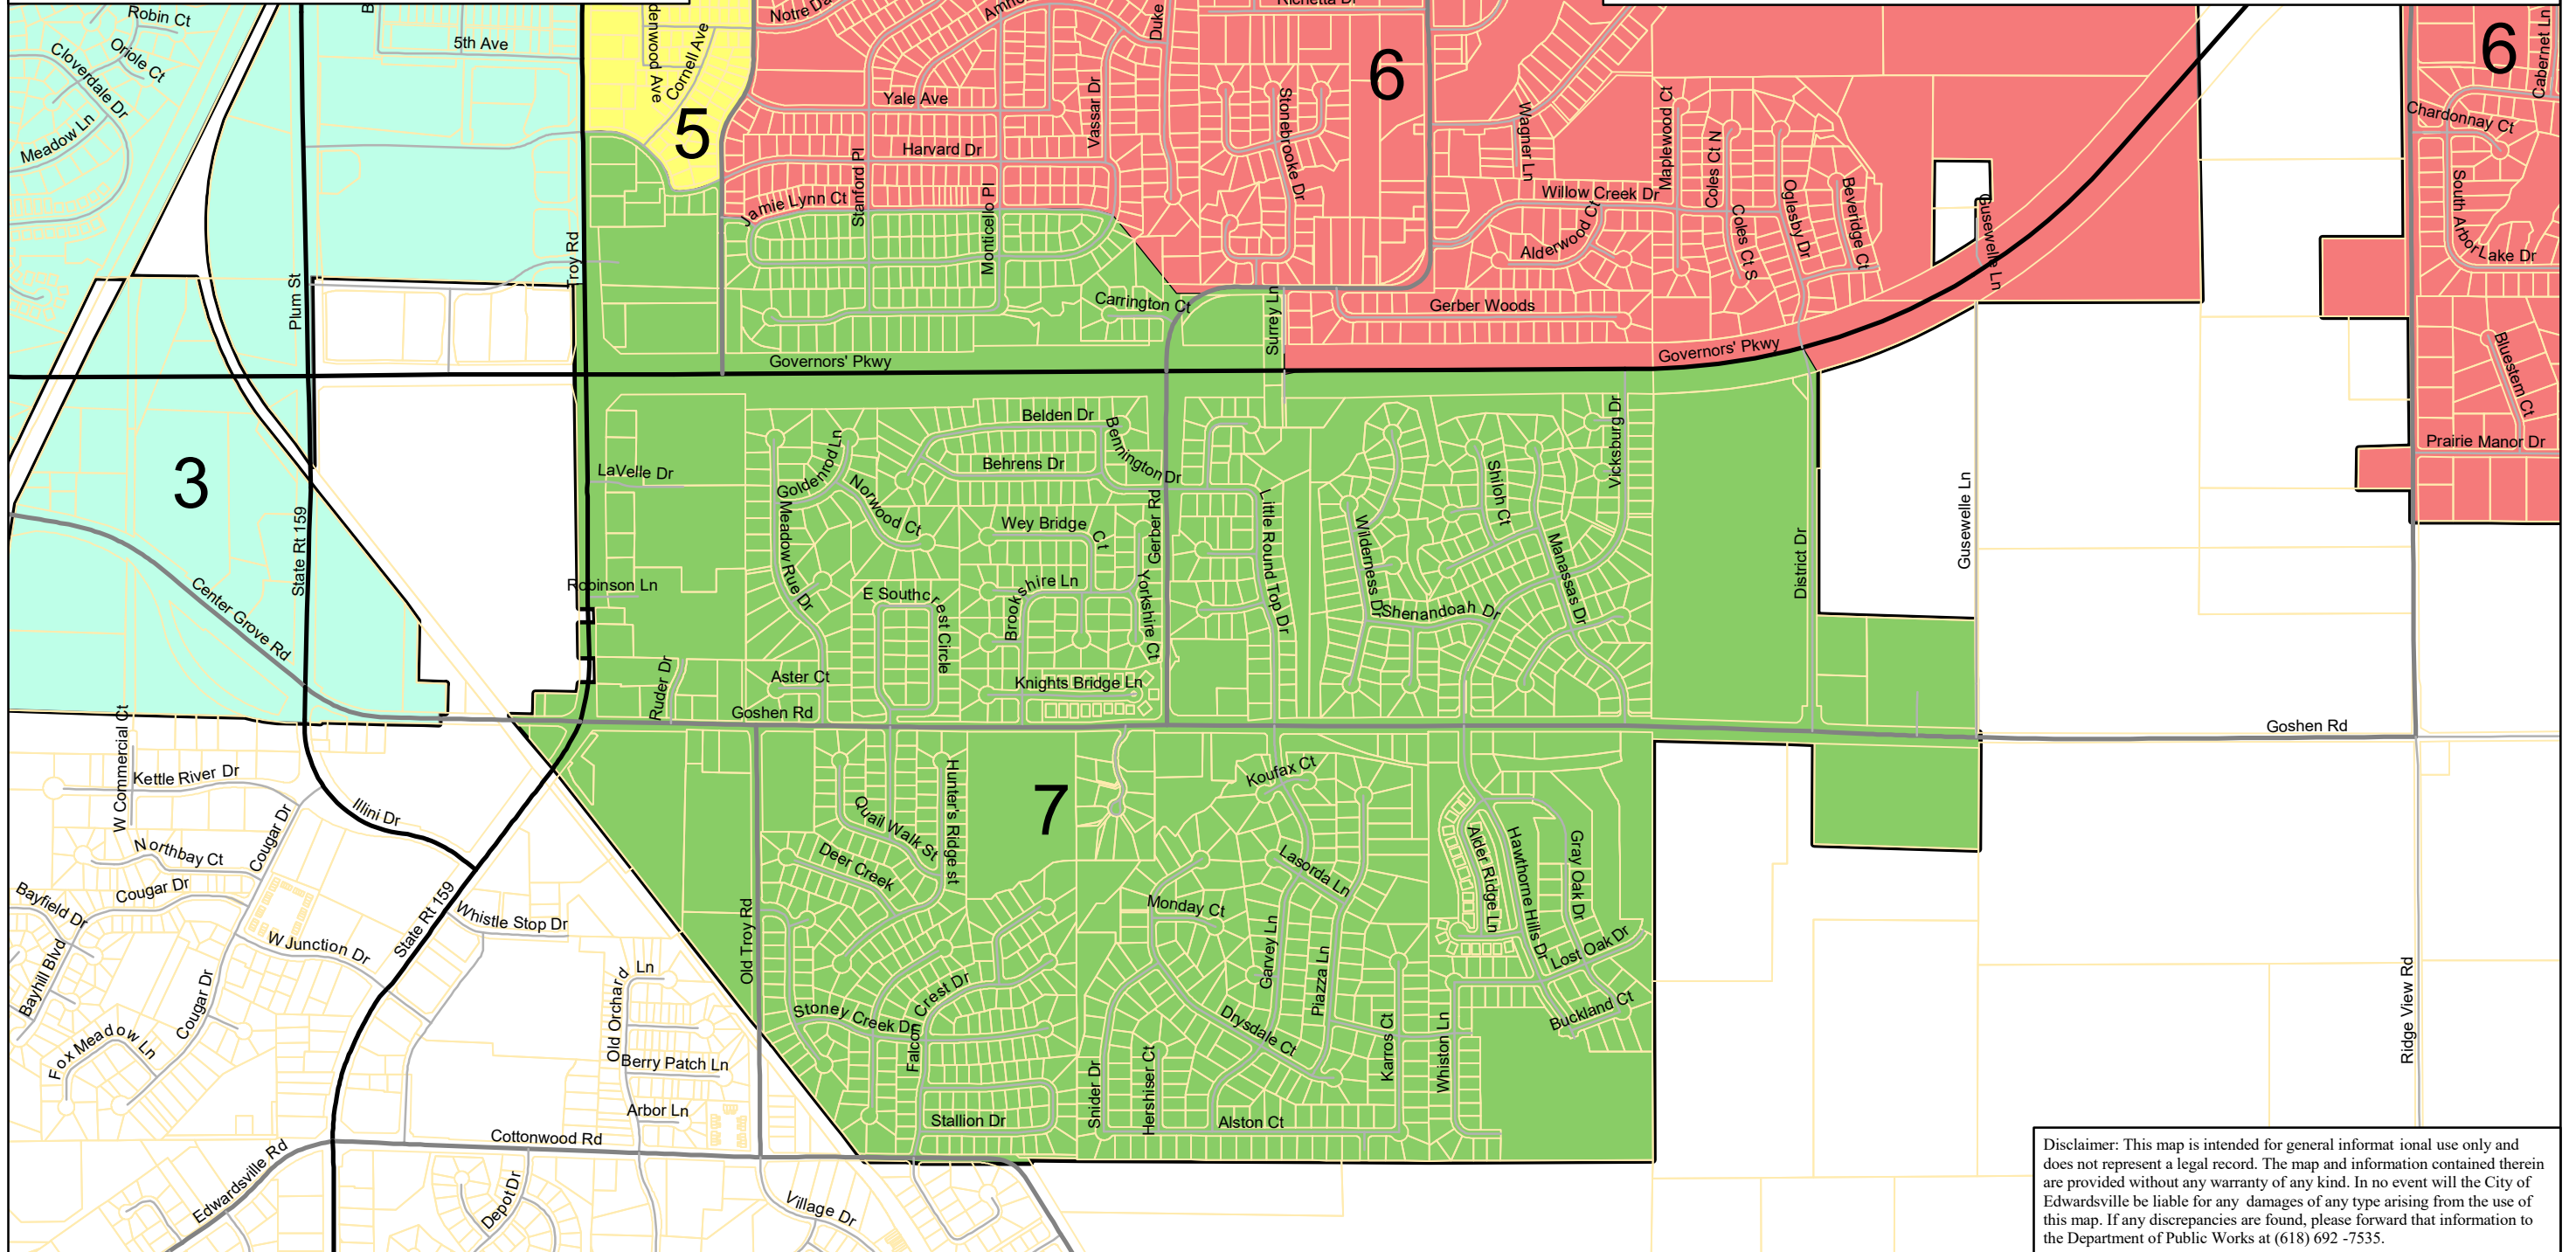 Robin Ct
Oriole Ct
Cloverdale Dr
Meadow Ln
B
5th Ave
Plum St
Troy Rd
denwood Ave
Cornell Ave
5
Notre Da
Amh
Duke
Richetta Dr
6
Yale Ave
Vassar Dr
Harvard Dr
Stanford Pl
Jamie Lynn Ct
Monticello Pl
Stonebrooke Dr
Wagner Ln
Maplewood Ct
Coles Ct N
Willow Creek Dr
Alderwood Ct
Coles Ct S
Oglesby Dr
Beveridge Ct
Gusewelle Ln
6
Cabernet Ln
Chardonnay Ct
South Arbor Lake Dr
Bluestem Ct
Prairie Manor Dr
Carrington Ct
Surrey Ln
Gerber Woods
Governors' Pkwy
Governors' Pkwy
3
State Rt 159
Center Grove Rd
LaVelle Dr
Robinson Ln
Ruder Dr
Goldenrod Ln
Norwood Ct
Meadow Rue Dr
Belden Dr
Behrens Dr
Bennington Dr
Wey Bridge Ct
Gerber Rd
Brookshire Ln
Yorkshire Ct
E Southcrest Circle
Aster Ct
Knights Bridge Ln
Goshen Rd
Little Round Top Dr
Wilderness Dr
Shiloh Ct
Vicksburg Dr
Manassas Dr
Shenandoah Dr
District Dr
Gusewelle Ln
Goshen Rd
W Commercial Ct
Kettle River Dr
Northbay Ct
Cougar Dr
Cougar Dr
Bayfield Dr
Bayhill Blvd
Fox Meadow Ln
Cougar Dr
Illini Dr
State Rt 159
Whistle Stop Dr
W Junction Dr
Old Orchard Ln
Berry Patch Ln
Arbor Ln
Cottonwood Rd
Edwardsville Rd
Depot Dr
Village Dr
Old Troy Rd
7
Quail Walk St
Hunter's Ridge st
Deer Creek
Stoney Creek Dr
Falcon Crest Dr
Stallion Dr
Koufax Ct
Lasorda Ln
Monday Ct
Garvey Ln
Piazza Ln
Drysdale Ct
Snider Dr
Hershiser Ct
Alston Ct
Karros Ct
Whiston Ln
Alder Ridge Ln
Hawthorne Hills Dr
Gray Oak Dr
Lost Oak Dr
Buckland Ct
Ridge View Rd
Disclaimer: This map is intended for general informat ional use only and
does not represent a legal record. The map and information contained therein
are provided without any warranty of any kind. In no event will the City of
Edwardsville be liable for any damages of any type arising from the use of
this map. If any discrepancies are found, please forward that information to
the Department of Public Works at (618) 692 -7535.